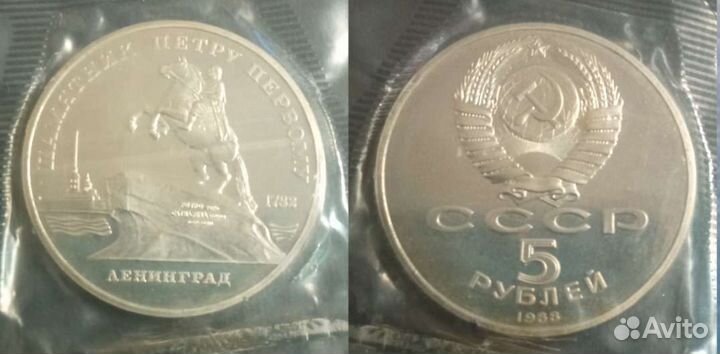 ПАМЯТНИК ПЕТРУ ПЕРВОМУ
1782
ЛЕНИНГРАД
СССР
5
РУБЛЕЙ
1988
Avito